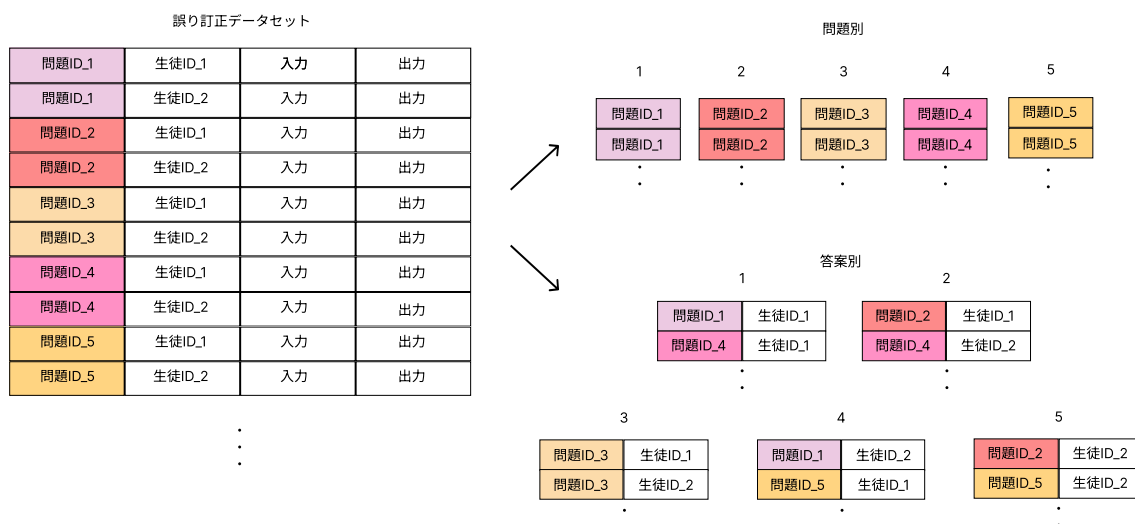 誤り訂正データセット
問題ID_1 生徒ID_1 入力 出力
問題ID_1 生徒ID_2 入力 出力
問題ID_2 生徒ID_1 入力 出力
問題ID_2 生徒ID_2 入力 出力
問題ID_3 生徒ID_1 入力 出力
問題ID_3 生徒ID_2 入力 出力
問題ID_4 生徒ID_1 入力 出力
問題ID_4 生徒ID_2 入力 出力
問題ID_5 生徒ID_1 入力 出力
問題ID_5 生徒ID_2 入力 出力
問題別
1 2 3 4 5
問題ID_1 問題ID_2 問題ID_3 問題ID_4 問題ID_5
問題ID_1 問題ID_2 問題ID_3 問題ID_4 問題ID_5
答案別
1 2
問題ID_1 生徒ID_1 問題ID_2 生徒ID_1
問題ID_4 生徒ID_1 問題ID_4 生徒ID_2
3 4 5
問題ID_3 生徒ID_1 問題ID_1 生徒ID_2 問題ID_2 生徒ID_2
問題ID_3 生徒ID_2 問題ID_5 生徒ID_1 問題ID_5 生徒ID_2